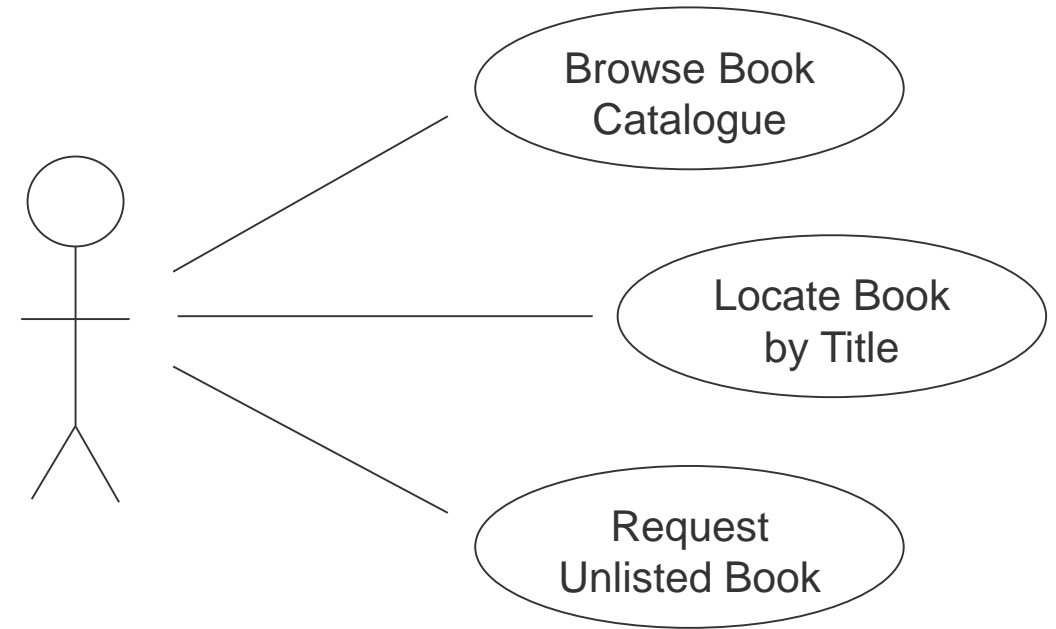 Browse Book
Catalogue
Locate Book
by Title
Request
Unlisted Book